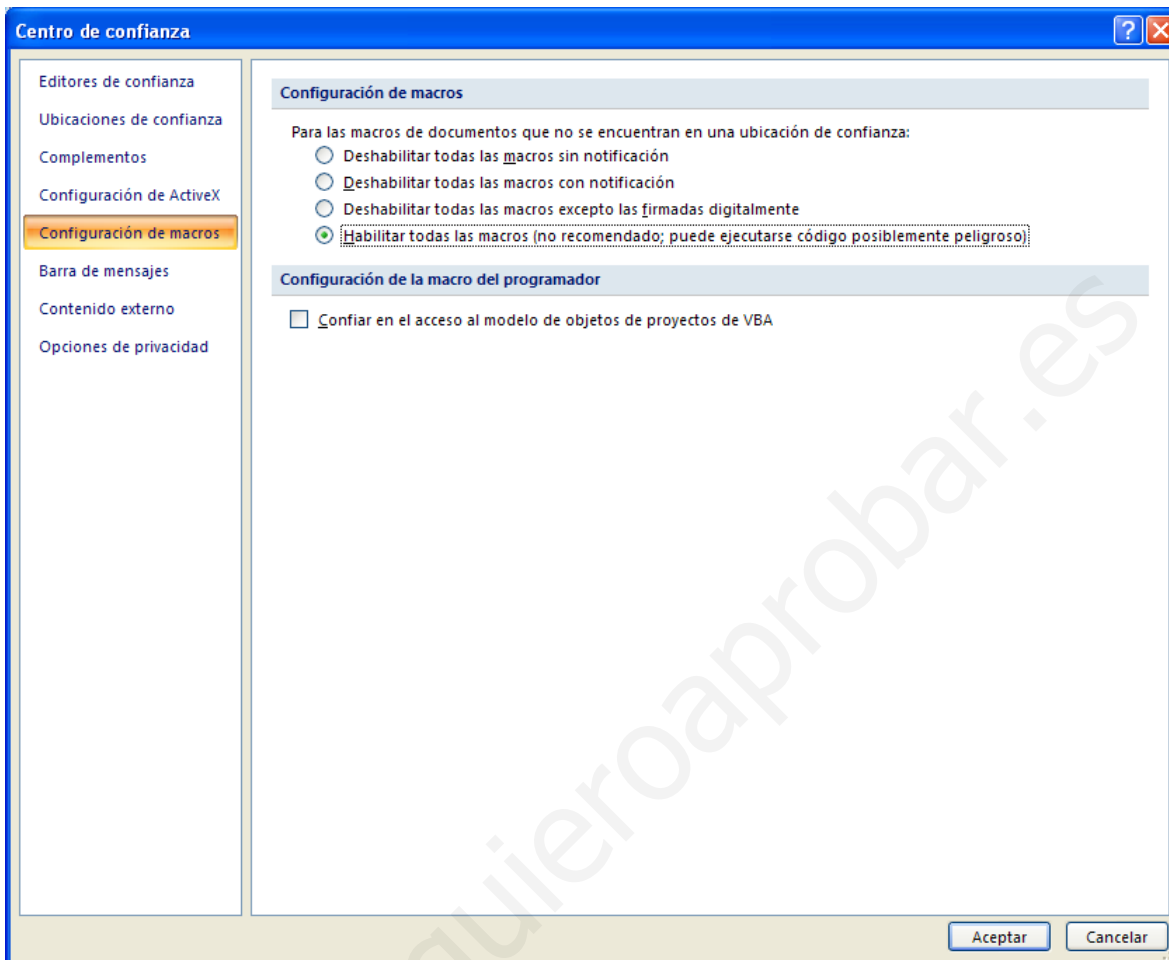 Centro de confianza
Editores de confianza
Ubicaciones de confianza
Complementos
Configuración de ActiveX
Configuración de macros
Barra de mensajes
Contenido externo
Opciones de privacidad
Configuración de macros
Para las macros de documentos que no se encuentran en una ubicación de confianza:
Deshabilitar todas las macros sin notificación
Deshabilitar todas las macros con notificación
Deshabilitar todas las macros excepto las firmadas digitalmente
Habilitar todas las macros (no recomendado; puede ejecutarse código posiblemente peligroso)
Configuración de la macro del programador
Confiar en el acceso al modelo de objetos de proyectos de VBA
Aceptar
Cancelar
quieroaprobar.es